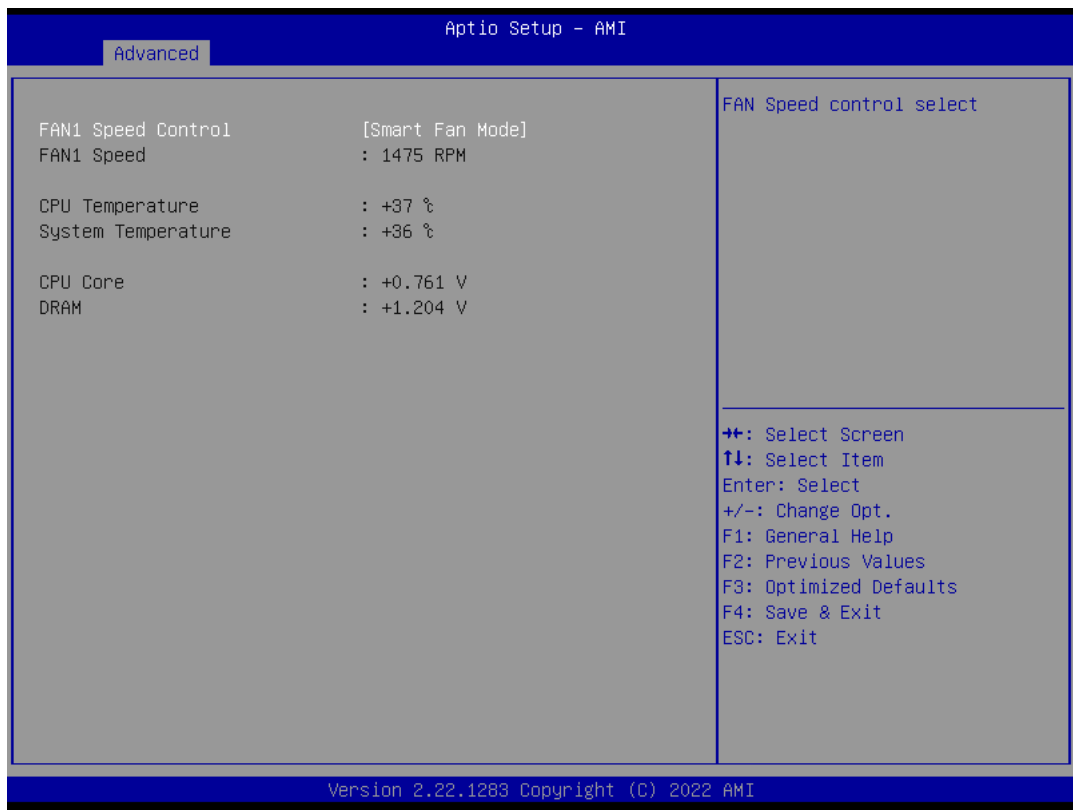 Aptio Setup – AMI
Advanced
FAN1 Speed Control [Smart Fan Mode]
FAN1 Speed : 1475 RPM
CPU Temperature : +37 ℃
System Temperature : +36 ℃
CPU Core : +0.761 V
DRAM : +1.204 V
FAN Speed control select
→←: Select Screen
↑↓: Select Item
Enter: Select
+/-: Change Opt.
F1: General Help
F2: Previous Values
F3: Optimized Defaults
F4: Save & Exit
ESC: Exit
Version 2.22.1283 Copyright (C) 2022 AMI